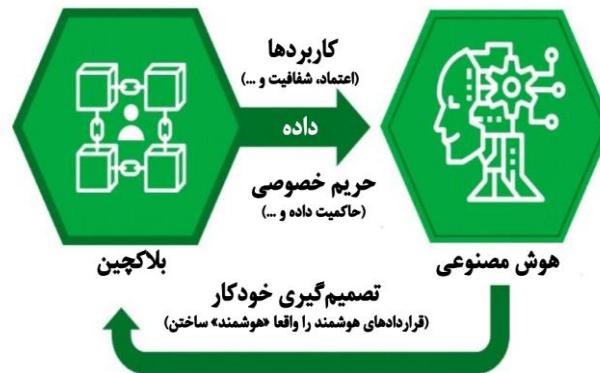 کاربردها
(اعتماد، شفافیت و ...)
داده
حریم خصوصی
(حاکمیت داده و ...)
هوش مصنوعی
بلاکچین
تصمیم‌گیری خودکار
(قراردادهای هوشمند را واقعا «هوشمند» ساختن)